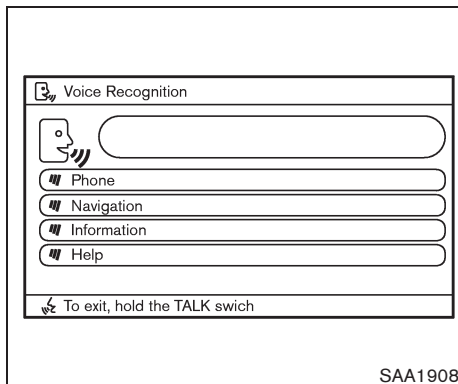 Voice Recognition
Phone
Navigation
Information
Help
To exit, hold the TALK swich
SAA1908